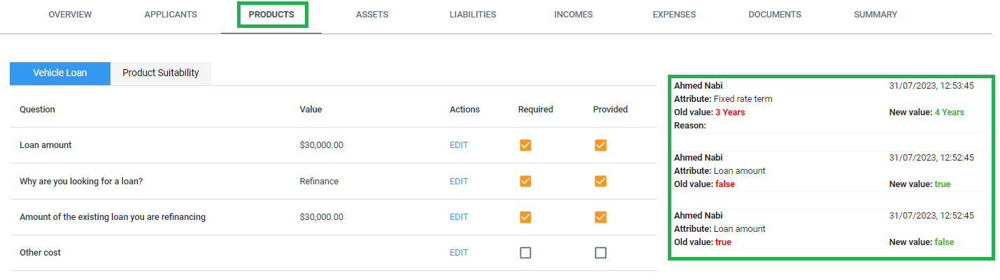 OVERVIEW APPLICANTS PRODUCTS ASSETS LIABILITIES INCOMES EXPENSES DOCUMENTS SUMMARY
Vehicle Loan Product Suitability
Question Value Actions Required Provided
Loan amount $30,000.00 EDIT
Why are you looking for a loan? Refinance EDIT
Amount of the existing loan you are refinancing $30,000.00 EDIT
Other cost EDIT
Ahmed Nabi 31/07/2023, 12:53:45
Attribute: Fixed rate term
Old value: 3 Years New value: 4 Years
Reason:
Ahmed Nabi 31/07/2023, 12:52:45
Attribute: Loan amount
Old value: false New value: true
Ahmed Nabi 31/07/2023, 12:52:45
Attribute: Loan amount
Old value: true New value: false